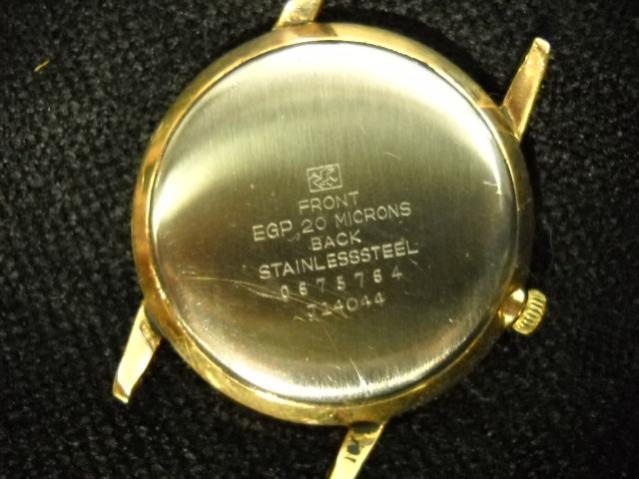 FRONT
EGP 20 MICRONS
BACK
STAINLESSSTEEL
0675764
714044